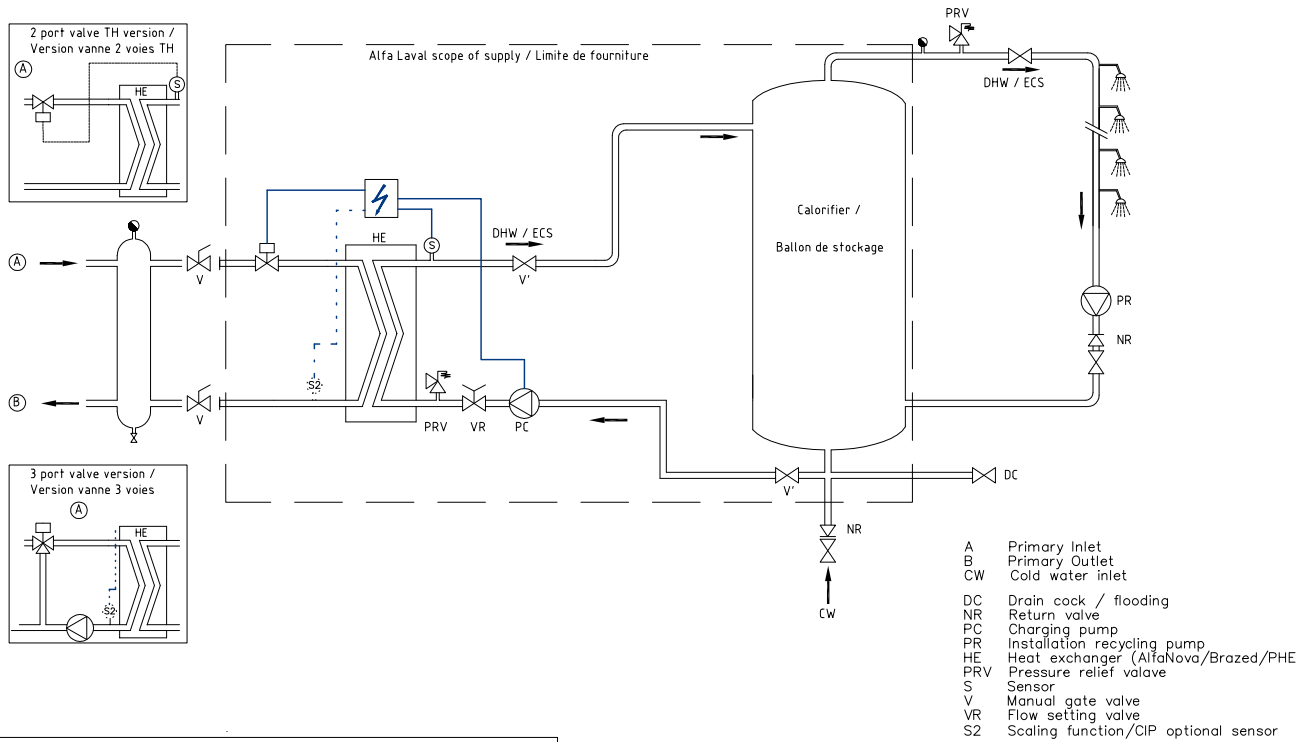 2 port valve TH version /
Version vanne 2 voies TH
A
S
HE
Alfa Laval scope of supply / Limite de fourniture
PRV
DHW / ECS
Calorifier /
Ballon de stockage
HE
S
DHW / ECS
A
V
V'
PR
NR
S2
B
V
PRV
VR
PC
3 port valve version /
Version vanne 3 voies
A
HE
S2
V'
DC
NR
CW
A Primary Inlet
B Primary Outlet
CW Cold water inlet
DC Drain cock / flooding
NR Return valve
PC Charging pump
PR Installation recycling pump
HE Heat exchanger (AlfaNova/Brazed/PHE
PRV Pressure relief valave
S Sensor
V Manual gate valve
VR Flow setting valve
S2 Scaling function/CIP optional sensor